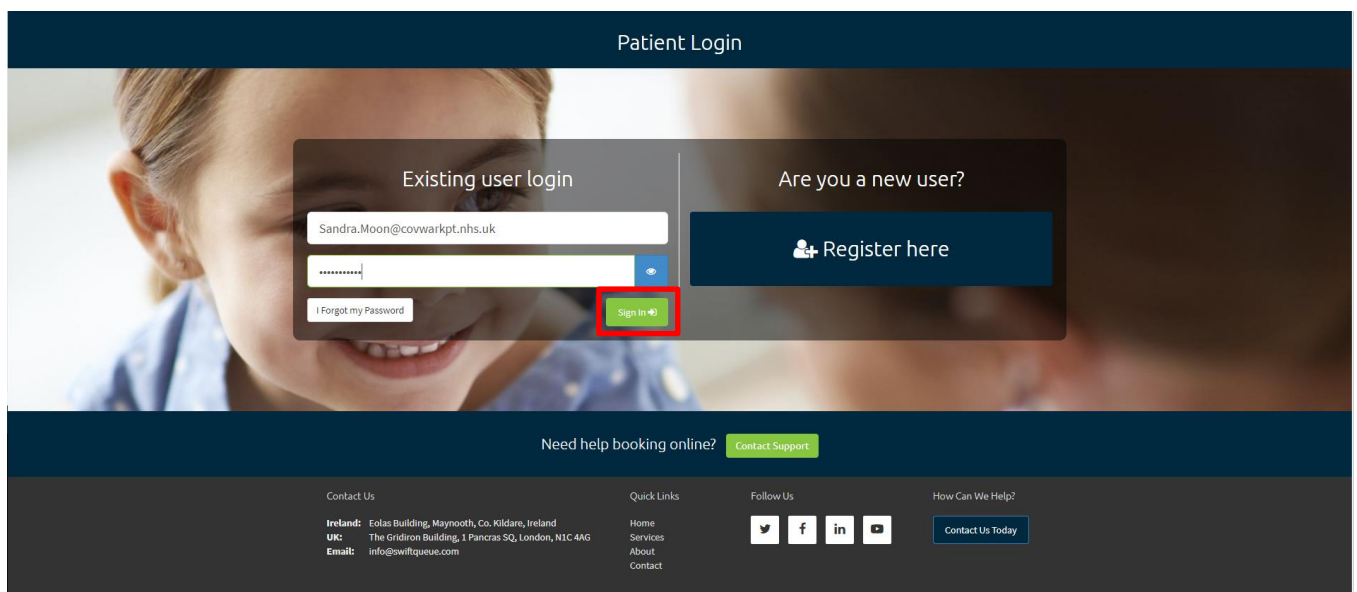 Patient Login
Existing user login
Sandra.Moon@covwarkpt.nhs.uk
•••••••••••
I Forgot my Password
Sign In
Are you a new user?
Register here
Need help booking online?
Contact Support
Contact Us
Ireland: Eolas Building, Maynooth, Co. Kildare, Ireland
UK: The Gridiron Building, 1 Pancras SQ, London, N1C 4AG
Email: info@swiftqueue.com
Quick Links
Home
Services
About
Contact
Follow Us
How Can We Help?
Contact Us Today